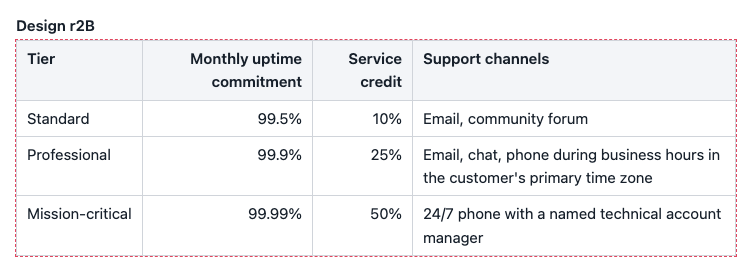 Design r2B
Tier Monthly uptime commitment Service credit Support channels
Standard 99.5% 10% Email, community forum
Professional 99.9% 25% Email, chat, phone during business hours in
the customer's primary time zone
Mission-critical 99.99% 50% 24/7 phone with a named technical account
manager